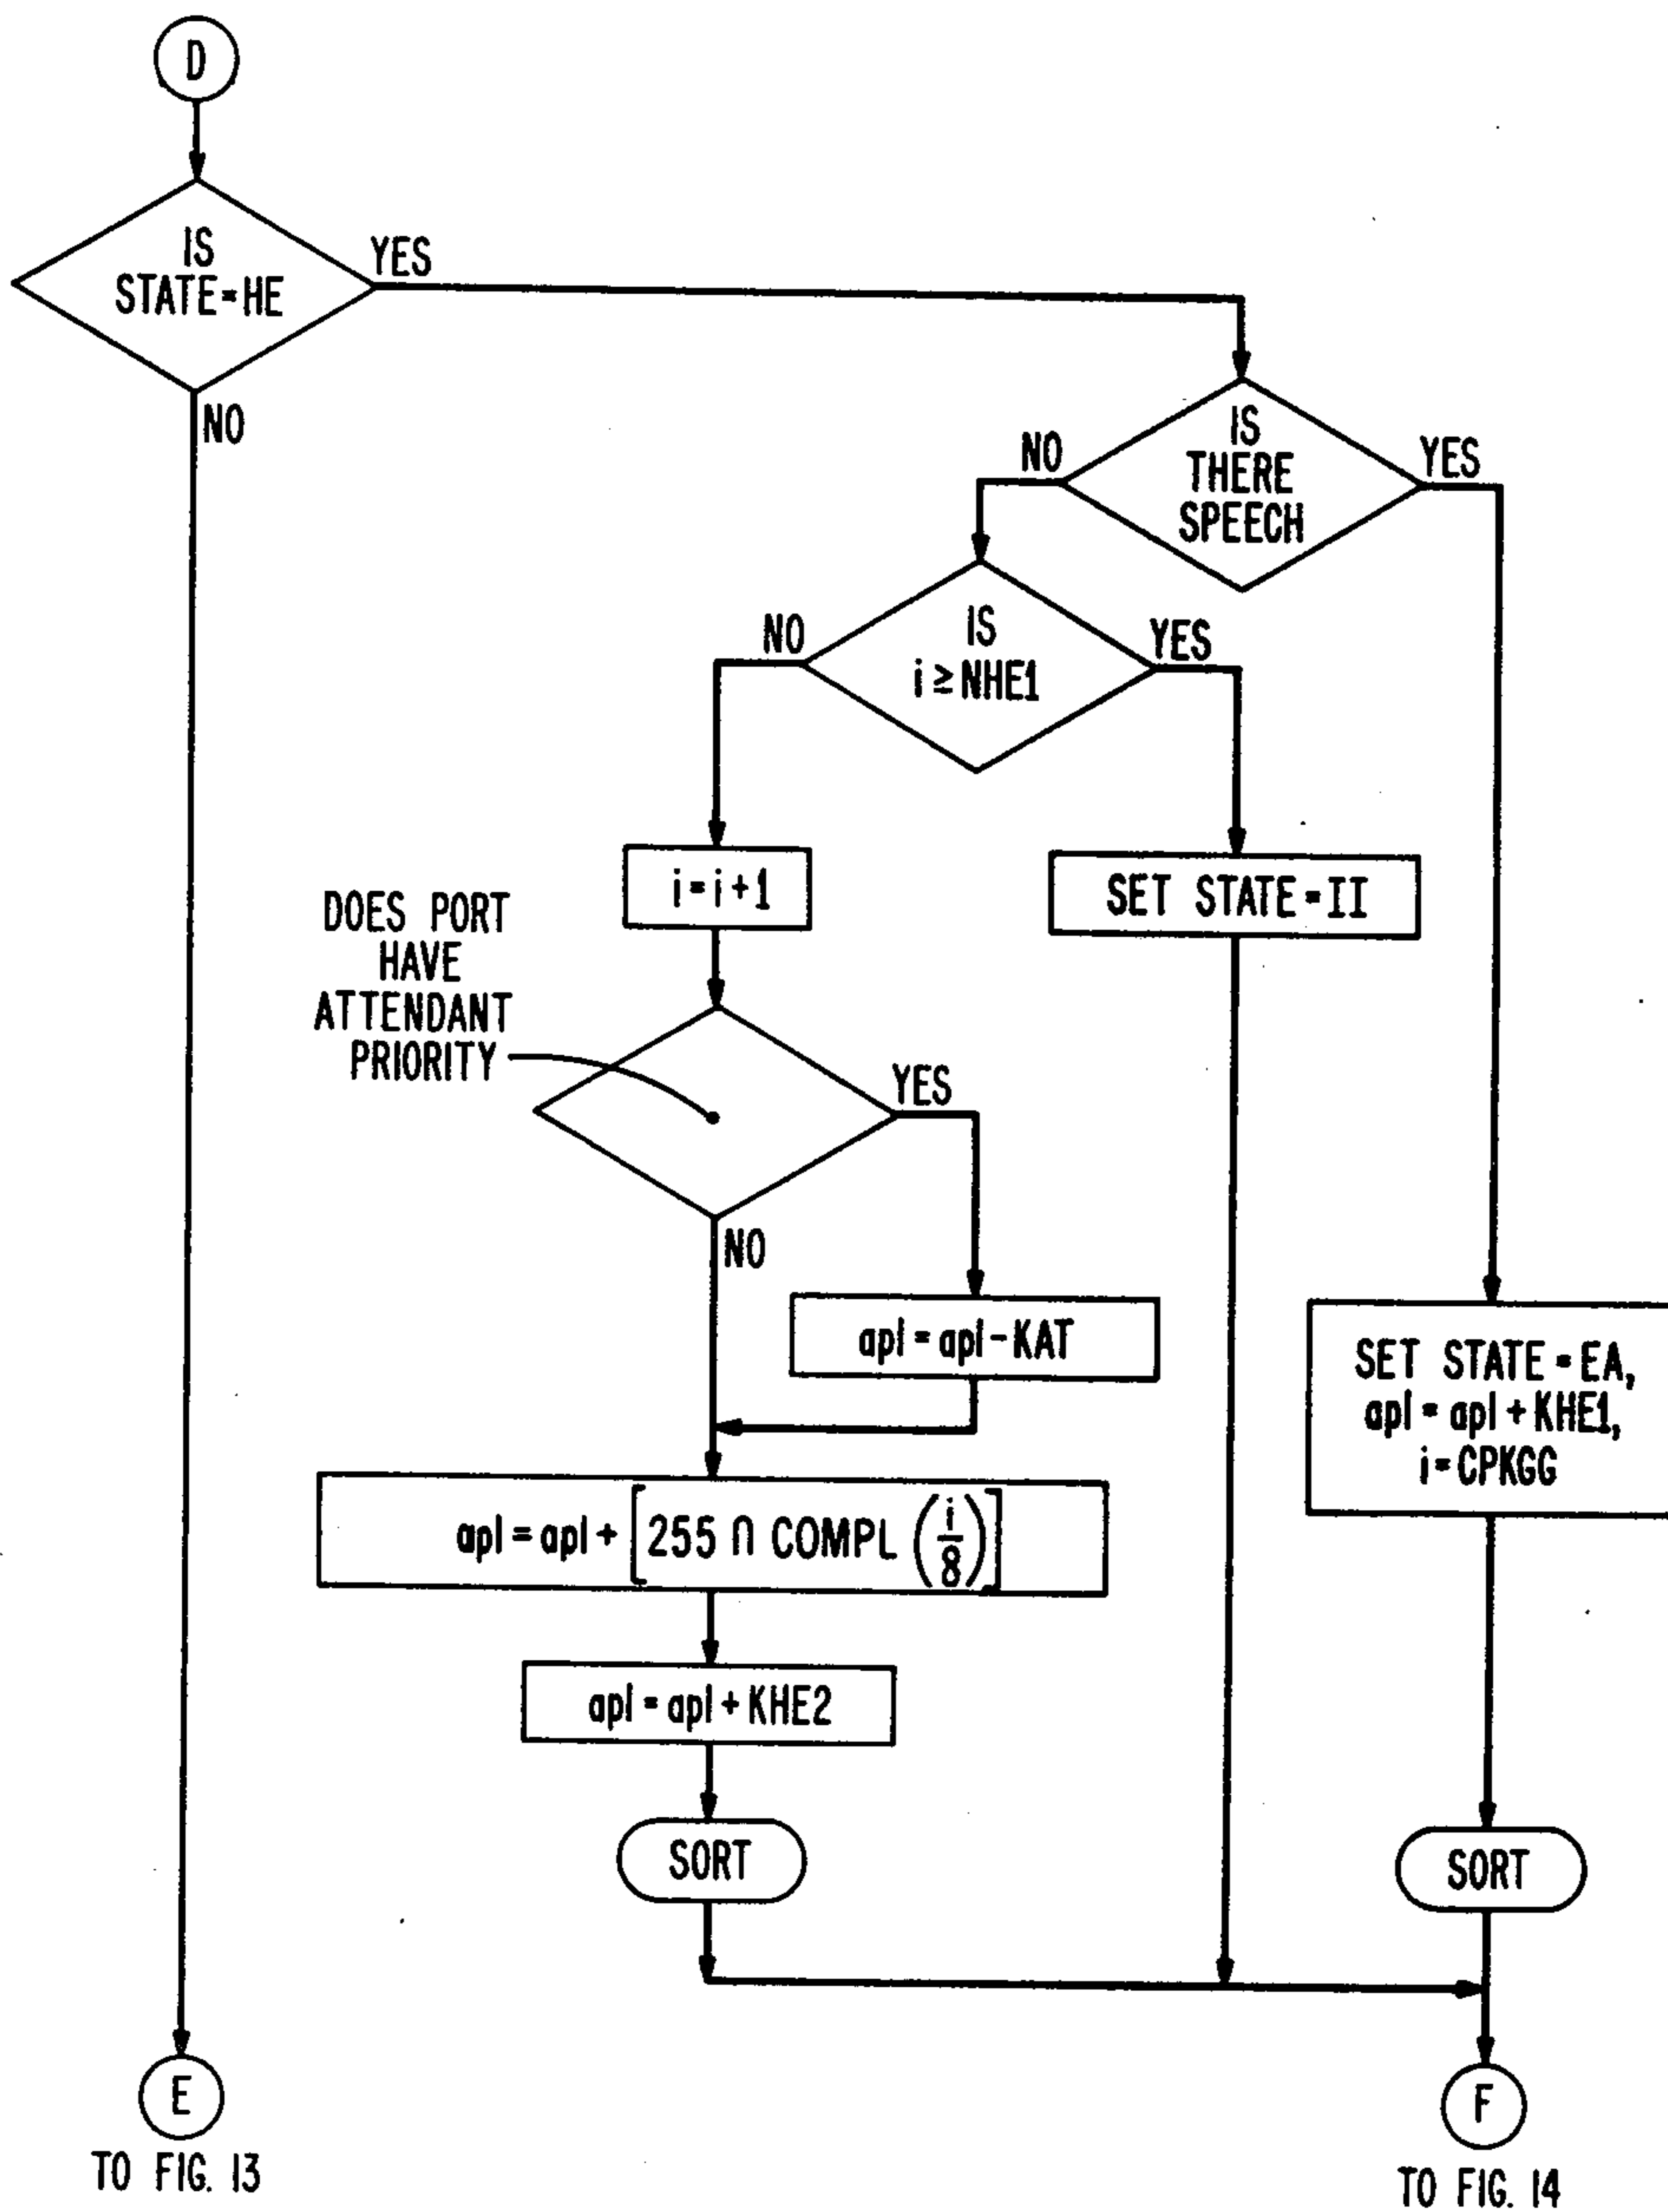 D
IS
STATE=HE
YES
NO
IS
THERE
SPEECH
NO
YES
IS
i ≥ NHE1
NO
YES
i = i + 1
SET STATE = II
DOES PORT
HAVE
ATTENDANT
PRIORITY
YES
NO
apl = apl - KAT
SET STATE = EA,
apl = apl + KHE1,
i = CPKGG
apl = apl + [255 ∩ COMPL (i/8)]
apl = apl + KHE2
SORT
SORT
E
TO FIG. 13
F
TO FIG. 14